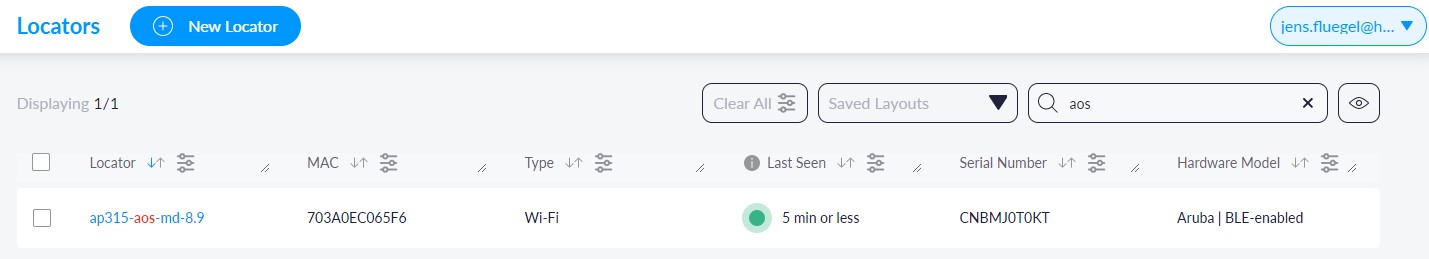 Locators New Locator jens.fluegel@h...
Displaying 1/1 Clear All Saved Layouts aos
Locator MAC Type Last Seen Serial Number Hardware Model
ap315-aos-md-8.9 703A0EC065F6 Wi-Fi 5 min or less CNBMJ0T0KT Aruba | BLE-enabled